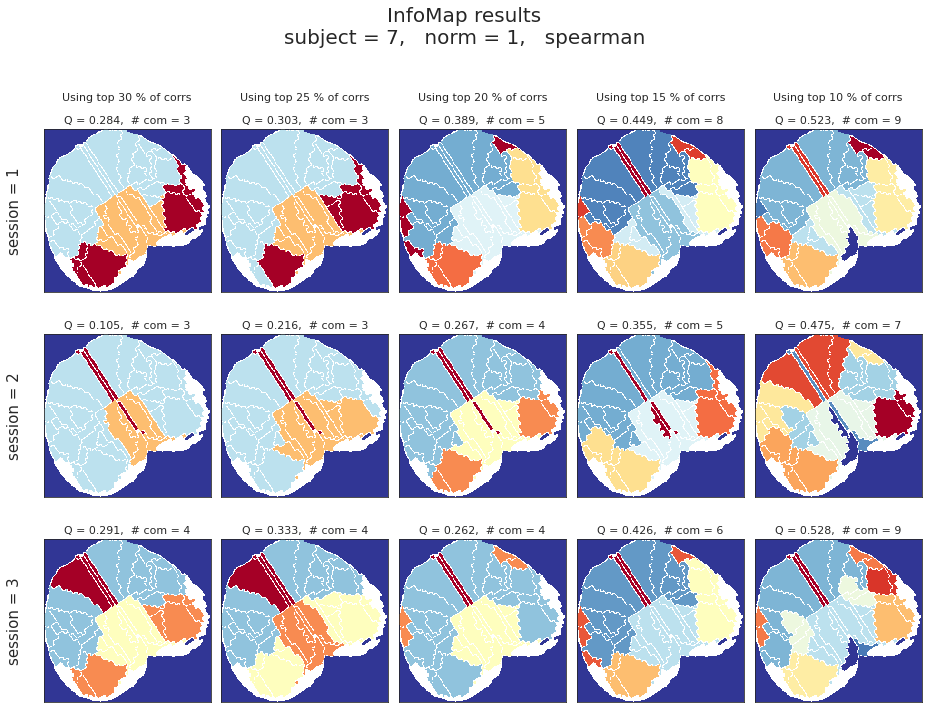 InfoMap results
subject = 7,   norm = 1,   spearman
Using top 30 % of corrs
Using top 25 % of corrs
Using top 20 % of corrs
Using top 15 % of corrs
Using top 10 % of corrs
session = 1
Q = 0.284,  # com = 3
Q = 0.303,  # com = 3
Q = 0.389,  # com = 5
Q = 0.449,  # com = 8
Q = 0.523,  # com = 9
session = 2
Q = 0.105,  # com = 3
Q = 0.216,  # com = 3
Q = 0.267,  # com = 4
Q = 0.355,  # com = 5
Q = 0.475,  # com = 7
session = 3
Q = 0.291,  # com = 4
Q = 0.333,  # com = 4
Q = 0.262,  # com = 4
Q = 0.426,  # com = 6
Q = 0.528,  # com = 9